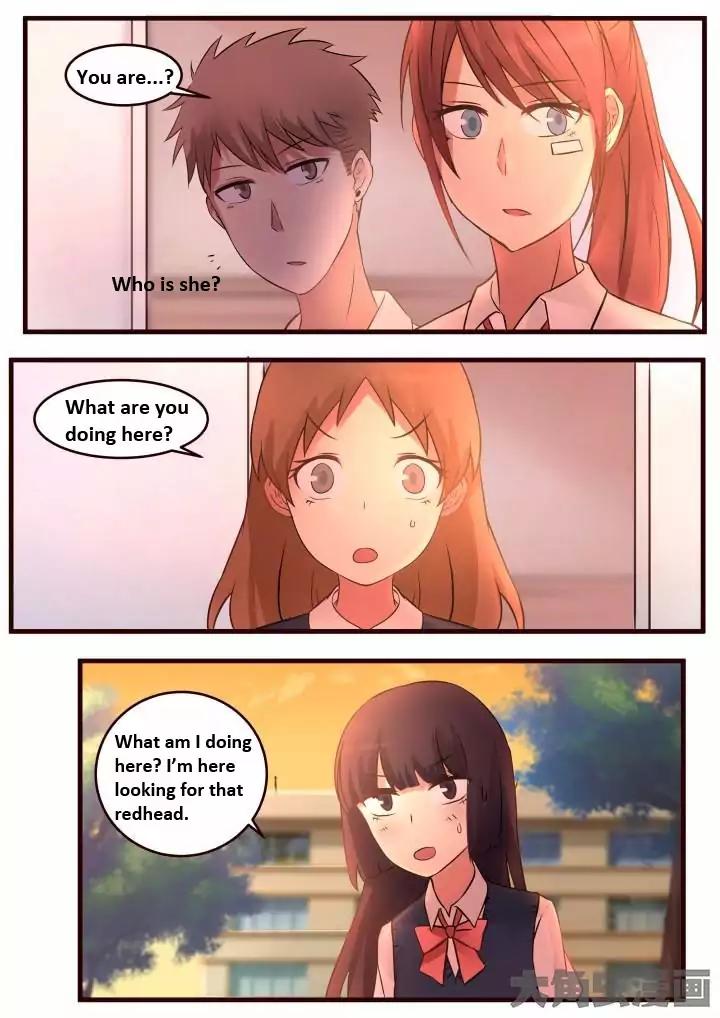 You are...?
Who is she?
What are you
doing here?
What am I doing
here? I'm here
looking for that
redhead.
大角虫漫画